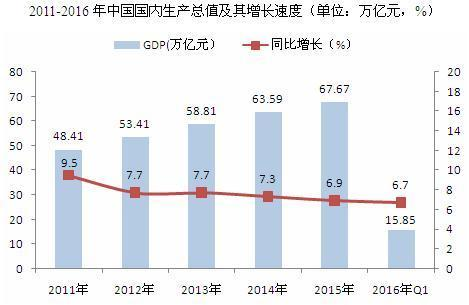 2011-2016 年中国国内生产总值及其增长速度（单位：万亿元，%）
GDP(万亿元) 同比增长（%）
80 70 60 50 40 30 20 10 0
48.41 53.41 58.81 63.59 67.67 15.85
9.5 7.7 7.7 7.3 6.9 6.7
20 18 16 14 12 10 8 6 4 2 0
2011年 2012年 2013年 2014年 2015年 2016年Q1